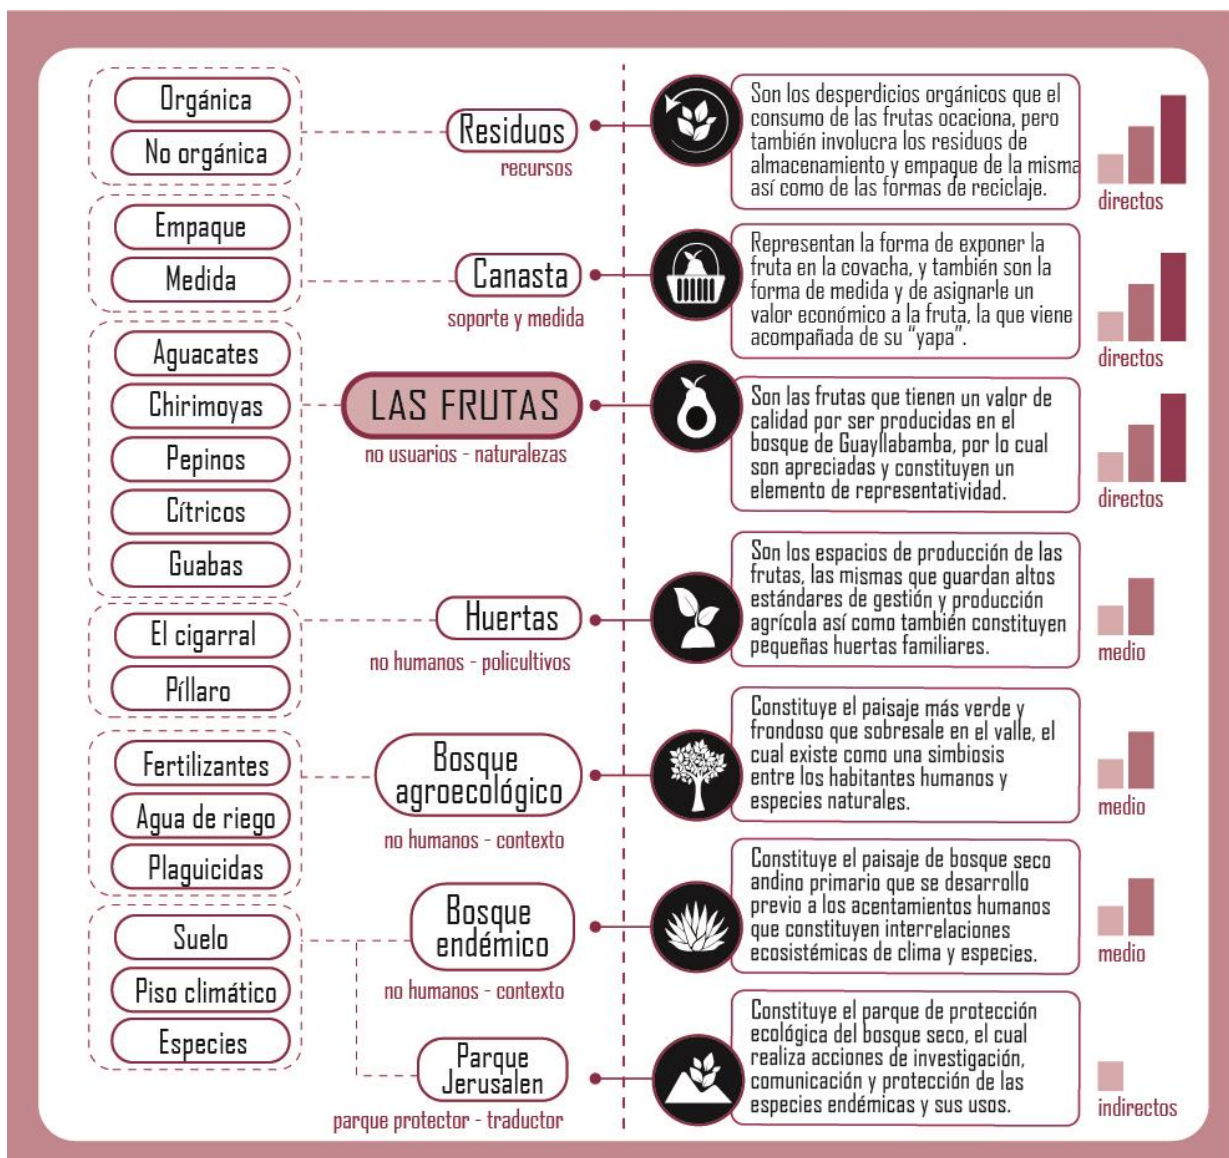 Orgánica
No orgánica
Residuos
recursos
Son los desperdicios orgánicos que el
consumo de las frutas ocaciona, pero
también involucra los residuos de
almacenamiento y empaque de la misma
así como de las formas de reciclaje.
directos
Empaque
Medida
Canasta
soporte y medida
Representan la forma de exponer la
fruta en la covacha, y también son la
forma de medida y de asignarle un
valor económico a la fruta, la que viene
acompañada de su “yapa”.
directos
Aguacates
Chirimoyas
Pepinos
Cítricos
Guabas
LAS FRUTAS
no usuarios - naturalezas
Son las frutas que tienen un valor de
calidad por ser producidas en el
bosque de Guayllabamba, por lo cual
son apreciadas y constituyen un
elemento de representatividad.
directos
El cigarral
Píllaro
Huertas
no humanos - policultivos
Son los espacios de producción de las
frutas, las mismas que guardan altos
estándares de gestión y producción
agrícola así como también constituyen
pequeñas huertas familiares.
medio
Fertilizantes
Agua de riego
Plaguicidas
Bosque
agroecológico
no humanos - contexto
Constituye el paisaje más verde y
frondoso que sobresale en el valle, el
cual existe como una simbiosis
entre los habitantes humanos y
especies naturales.
medio
Suelo
Piso climático
Especies
Bosque
endémico
no humanos - contexto
Constituye el paisaje de bosque seco
andino primario que se desarrollo
previo a los acentamientos humanos
que constituyen interrelaciones
ecosistémicas de clima y especies.
medio
Parque
Jerusalen
parque protector - traductor
Constituye el parque de protección
ecológica del bosque seco, el cual
realiza acciones de investigación,
comunicación y protección de las
especies endémicas y sus usos.
indirectos